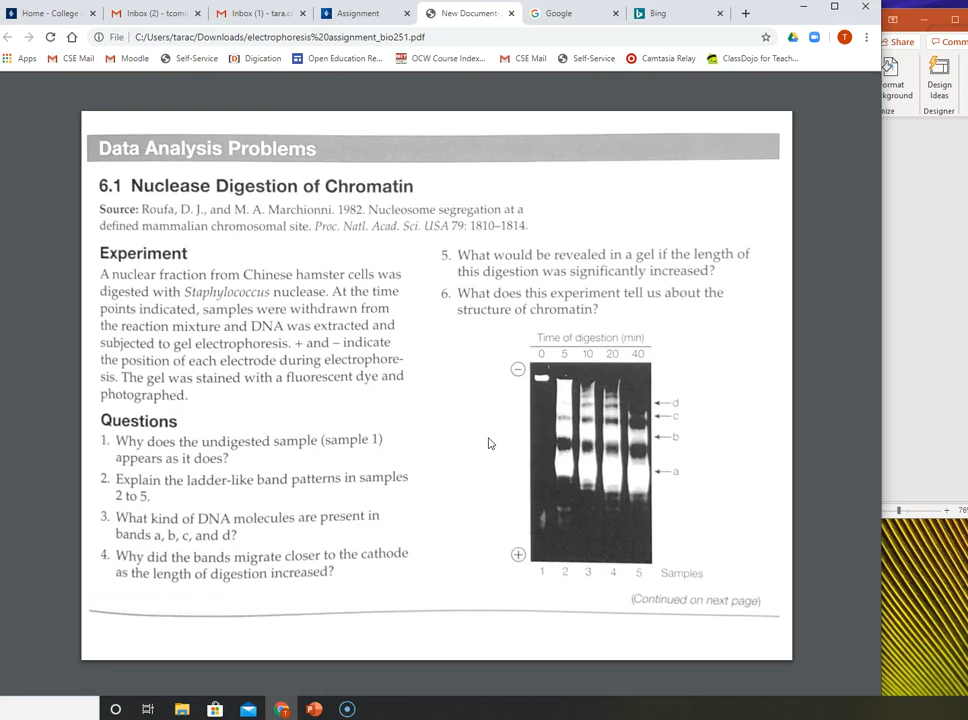 Home - College
Inbox (2) - tcomin
Inbox (1) - tara.co
Assignment
New Document-
Google
Bing
File
C:/Users/tarac/Downloads/electrophoresis%20assignment_bio251.pdf
T
Share
Comm
Apps
CSE Mail
Moodle
Self-Service
Digication
Open Education Re...
OCW Course Index...
CSE Mail
Self-Service
Camtasia Relay
ClassDojo for Teach...
Design
Ideas
Designer
Data Analysis Problems
6.1 Nuclease Digestion of Chromatin
Source: Roufa, D. J., and M. A. Marchionni. 1982. Nucleosome segregation at a
defined mammalian chromosomal site. Proc. Natl. Acad. Sci. USA 79: 1810–1814.
Experiment
A nuclear fraction from Chinese hamster cells was
digested with Staphylococcus nuclease. At the time
points indicated, samples were withdrawn from
the reaction mixture and DNA was extracted and
subjected to gel electrophoresis. + and – indicate
the position of each electrode during electrophore-
sis. The gel was stained with a fluorescent dye and
photographed.
Questions
1. Why does the undigested sample (sample 1)
appears as it does?
2. Explain the ladder-like band patterns in samples
2 to 5.
3. What kind of DNA molecules are present in
bands a, b, c, and d?
4. Why did the bands migrate closer to the cathode
as the length of digestion increased?
5. What would be revealed in a gel if the length of
this digestion was significantly increased?
6. What does this experiment tell us about the
structure of chromatin?
Time of digestion (min)
0 5 10 20 40
−
d
c
b
a
+
1 2 3 4 5 Samples
(Continued on next page)
76